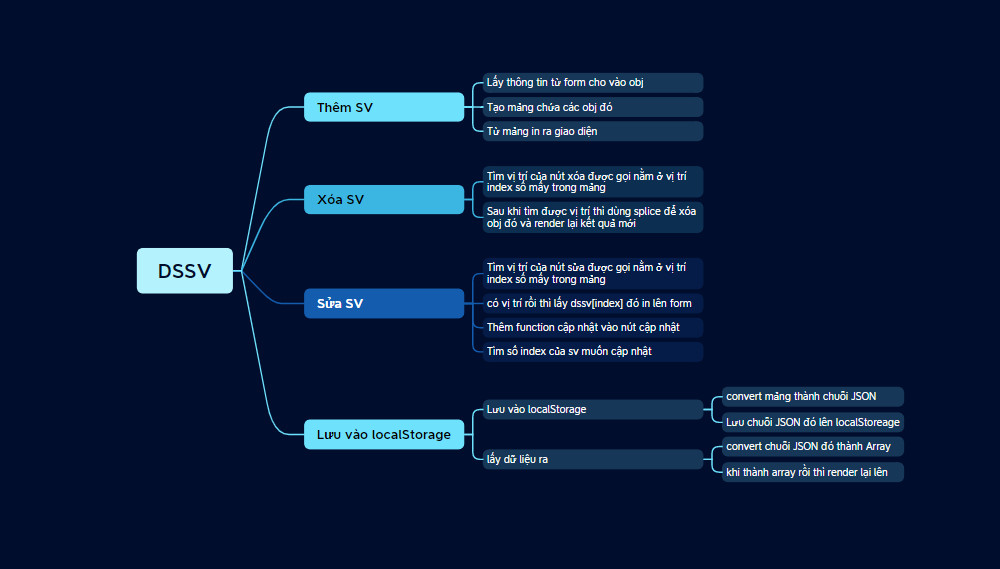 DSSV
Thêm SV
Lấy thông tin từ form cho vào obj
Tạo mảng chứa các obj đó
Từ mảng in ra giao diện
Xóa SV
Tìm vị trí của nút xóa được gọi nằm ở vị trí
index số mấy trong mảng
Sau khi tìm được vị trí thì dùng splice để xóa
obj đó và render lại kết quả mới
Sửa SV
Tìm vị trí của nút sửa được gọi nằm ở vị trí
index số mấy trong mảng
có vị trí rồi thì lấy dssv[index] đó in lên form
Thêm function cập nhật vào nút cập nhật
Tìm số index của sv muốn cập nhật
Lưu vào localStorage
Lưu vào localStorage
convert mảng thành chuỗi JSON
Lưu chuỗi JSON đó lên localStoreage
lấy dữ liệu ra
convert chuỗi JSON đó thành Array
khi thành array rồi thì render lại lên